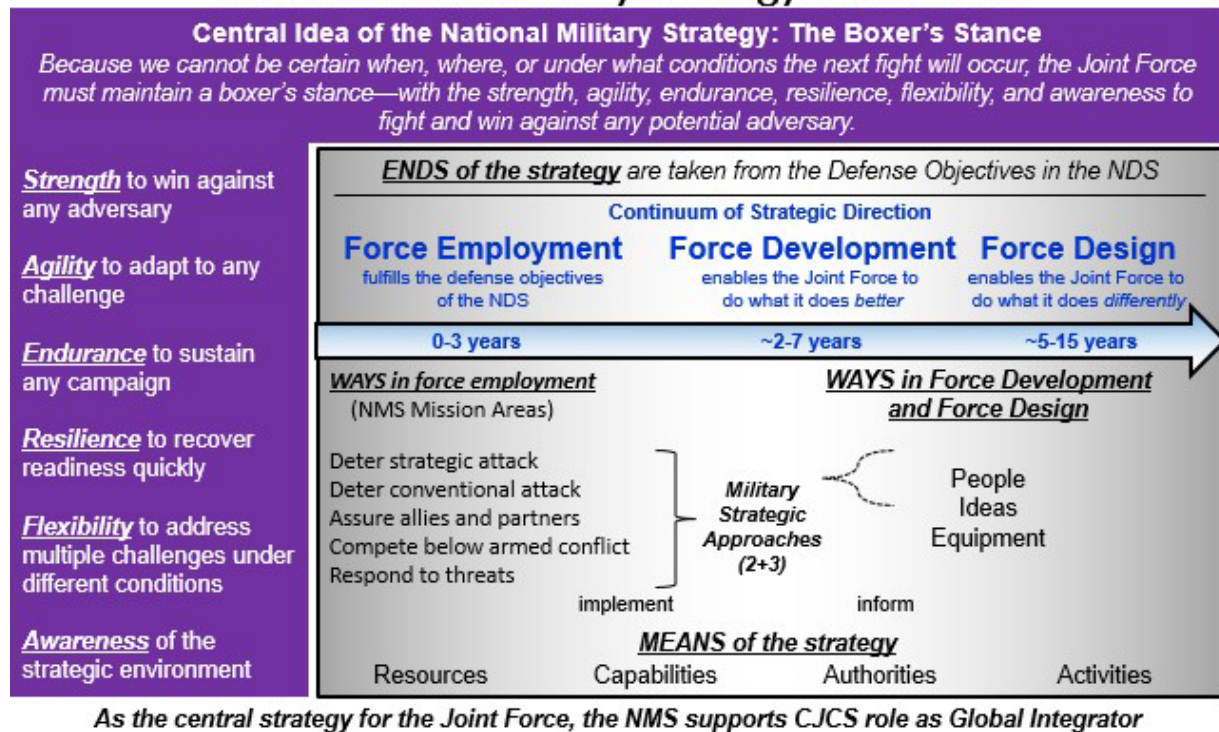 Central Idea of the National Military Strategy: The Boxer's Stance
Because we cannot be certain when, where, or under what conditions the next fight will occur, the Joint Force
must maintain a boxer's stance—with the strength, agility, endurance, resilience, flexibility, and awareness to
fight and win against any potential adversary.
Strength to win against
any adversary
Agility to adapt to any
challenge
Endurance to sustain
any campaign
Resilience to recover
readiness quickly
Flexibility to address
multiple challenges under
different conditions
Awareness of the
strategic environment
ENDS of the strategy are taken from the Defense Objectives in the NDS
Continuum of Strategic Direction
Force Employment
fulfills the defense objectives
of the NDS
Force Development
enables the Joint Force to
do what it does better
Force Design
enables the Joint Force to
do what it does differently
0-3 years
~2-7 years
~5-15 years
WAYS in force employment
(NMS Mission Areas)
Deter strategic attack
Deter conventional attack
Assure allies and partners
Compete below armed conflict
Respond to threats
Military
Strategic
Approaches
(2+3)
WAYS in Force Development
and Force Design
People
Ideas
Equipment
implement
inform
MEANS of the strategy
Resources
Capabilities
Authorities
Activities
As the central strategy for the Joint Force, the NMS supports CJCS role as Global Integrator